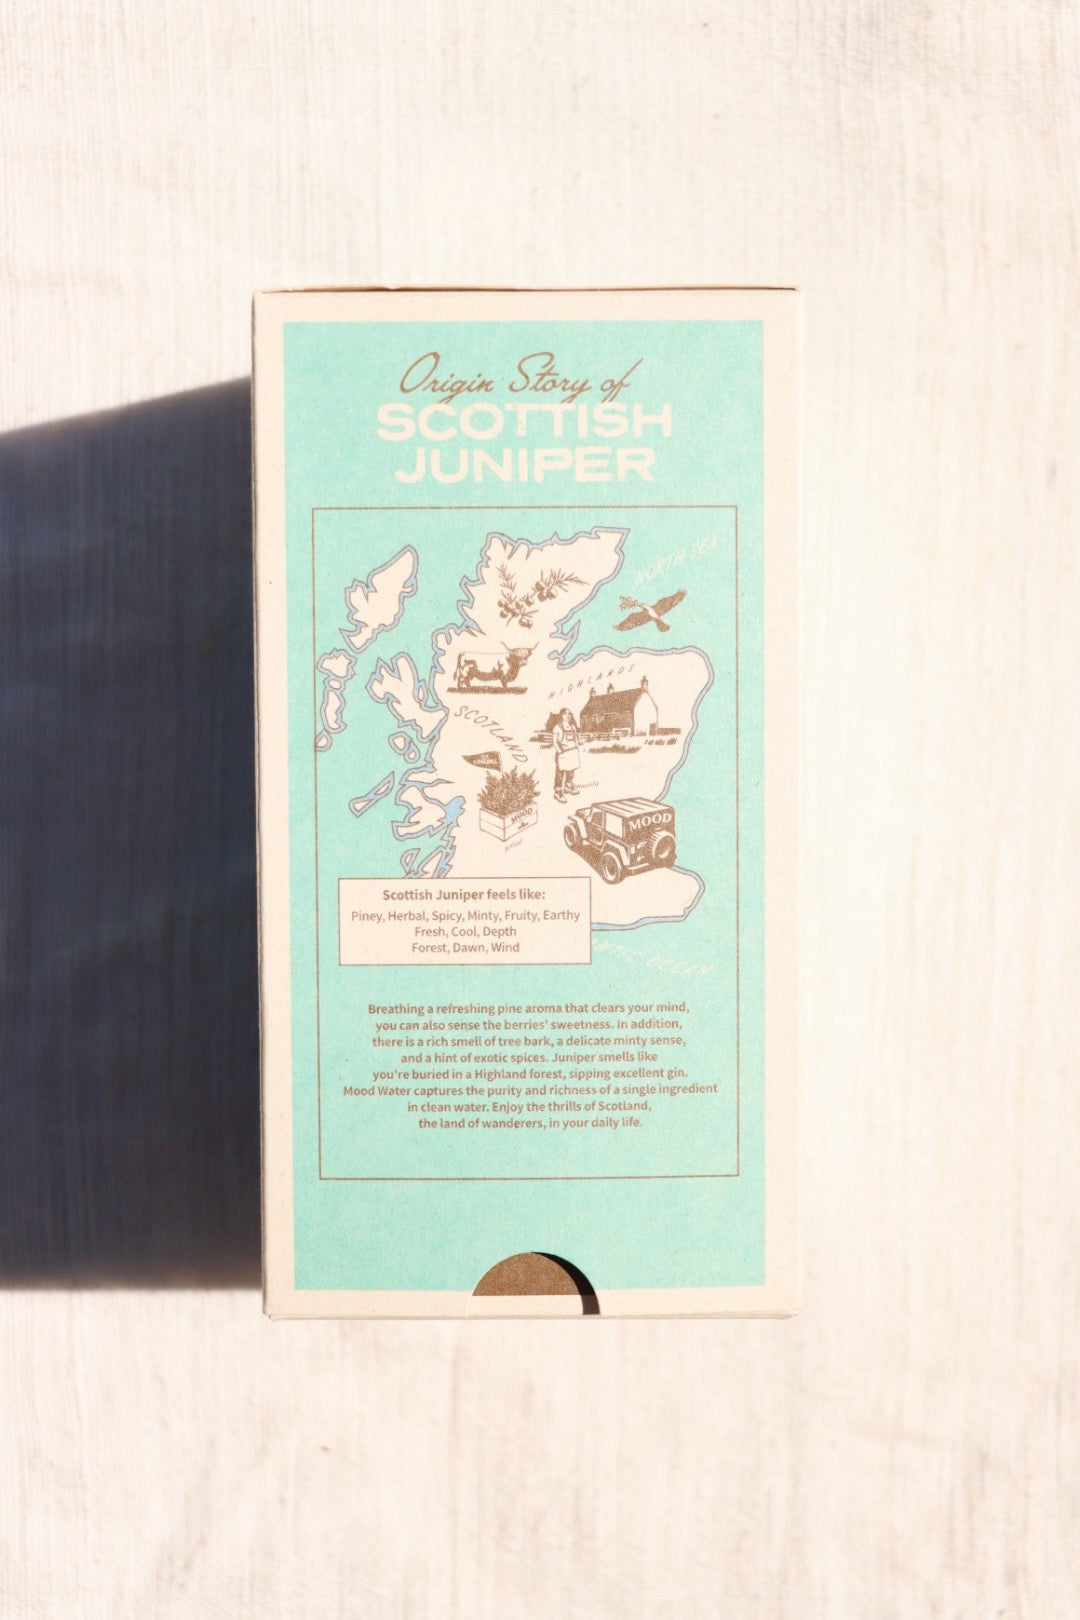 Origin Story of
SCOTTISH
JUNIPER
NORTH SEA
HIGHLANDS
SCOTLAND
MOOD
MOOD
Scottish Juniper feels like:
Piney, Herbal, Spicy, Minty, Fruity, Earthy
Fresh, Cool, Depth
Forest, Dawn, Wind
NTIC OCEAN
Breathing a refreshing pine aroma that clears your mind,
you can also sense the berries' sweetness. In addition,
there is a rich smell of tree bark, a delicate minty sense,
and a hint of exotic spices. Juniper smells like
you're buried in a Highland forest, sipping excellent gin.
Mood Water captures the purity and richness of a single ingredient
in clean water. Enjoy the thrills of Scotland,
the land of wanderers, in your daily life.